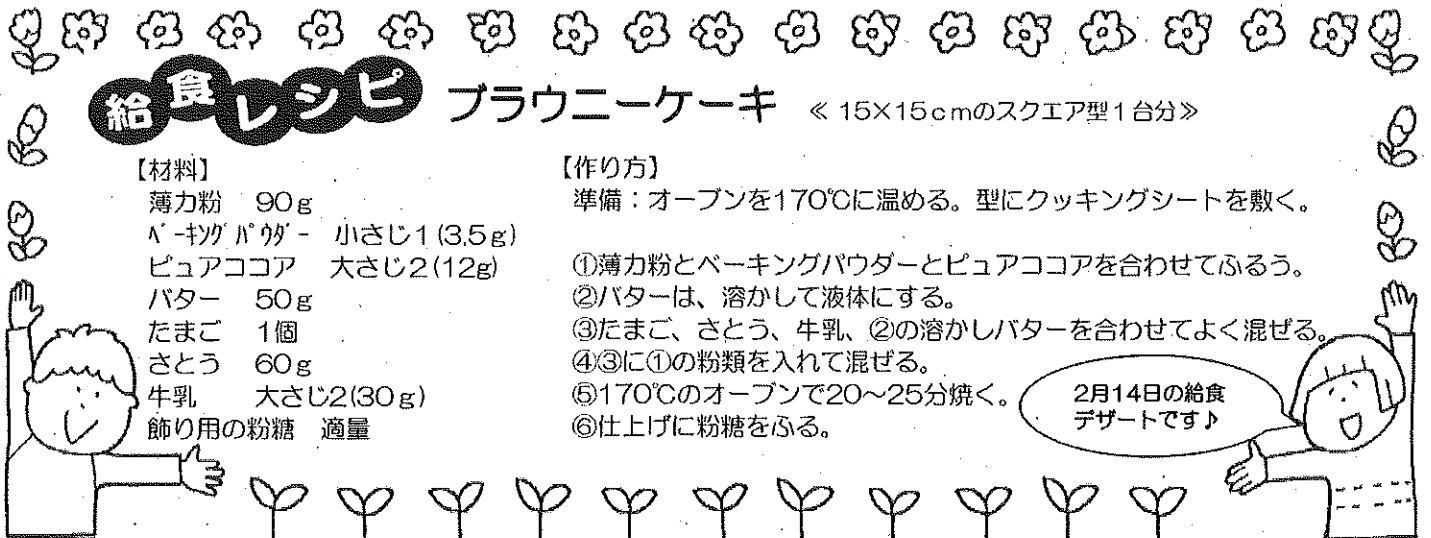 給食レシピ ブラウニーケーキ ≪15×15cmのスクエア型1台分≫
【材料】
薄力粉 90g
ﾍﾞｰｷﾝｸﾞﾊﾟｳﾀﾞｰ 小さじ1(3.5g)
ピュアココア 大さじ2(12g)
バター 50g
たまご 1個
さとう 60g
牛乳 大さじ2(30g)
飾り用の粉糖 適量
【作り方】
準備：オーブンを170℃に温める。型にクッキングシートを敷く。
①薄力粉とベーキングパウダーとピュアココアを合わせてふるう。
②バターは、溶かして液体にする。
③たまご、さとう、牛乳、②の溶かしバターを合わせてよく混ぜる。
④③に①の粉類を入れて混ぜる。
⑤170℃のオーブンで20～25分焼く。
⑥仕上げに粉糖をふる。
2月14日の給食
デザートです♪